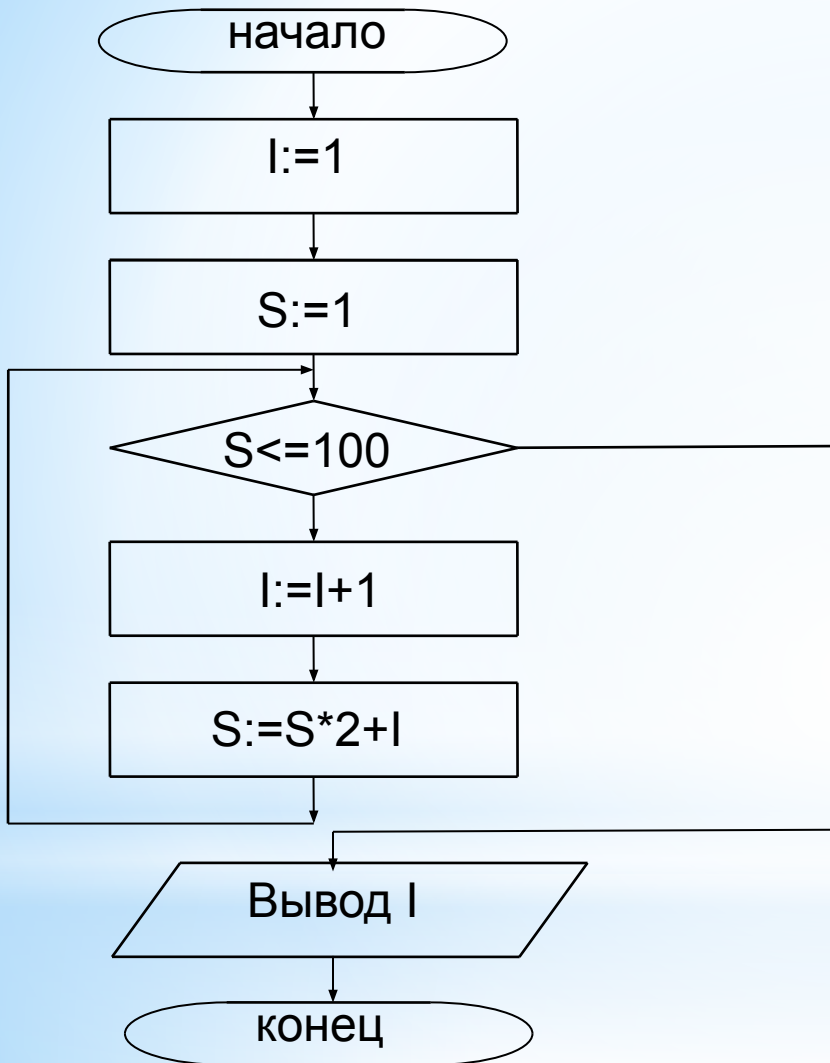 начало
I:=1
S:=1
S<=100
I:=I+1
S:=S*2+I
Вывод I
конец